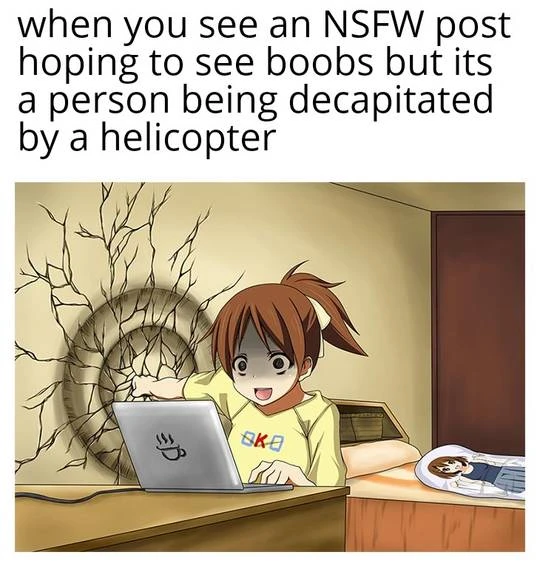 when you see an NSFW post
hoping to see boobs but its
a person being decapitated
by a helicopter
OKO